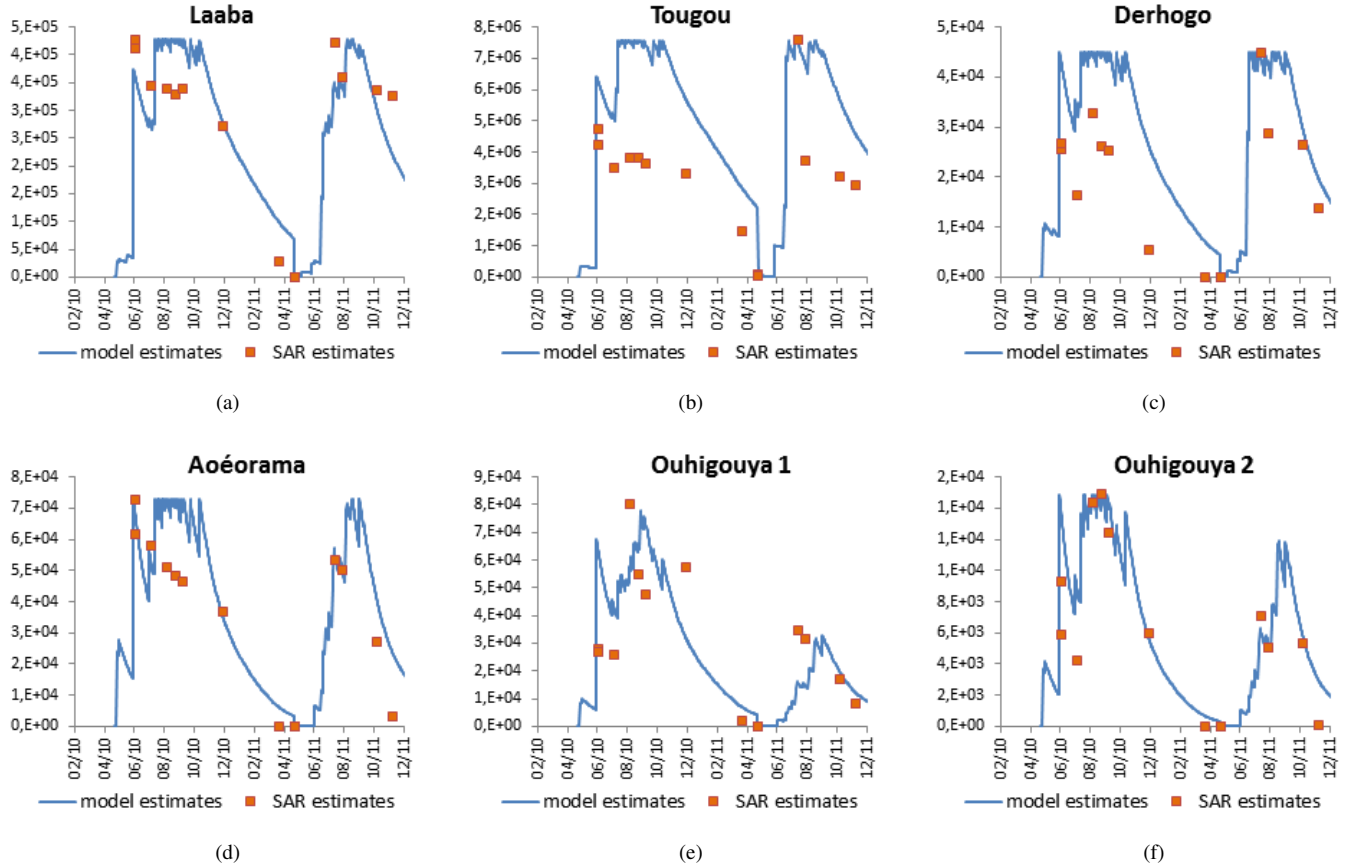 Laaba
5,E+05
4,E+05
4,E+05
3,E+05
3,E+05
2,E+05
2,E+05
1,E+05
5,E+04
0,E+00
02/10 04/10 06/10 08/10 10/10 12/10 02/11 04/11 06/11 08/11 10/11 12/11
model estimates SAR estimates
(a)
Tougou
8,E+06
7,E+06
6,E+06
5,E+06
4,E+06
3,E+06
2,E+06
1,E+06
0,E+00
02/10 04/10 06/10 08/10 10/10 12/10 02/11 04/11 06/11 08/11 10/11 12/11
model estimates SAR estimates
(b)
Derhogo
5,E+04
4,E+04
3,E+04
2,E+04
1,E+04
0,E+00
02/10 04/10 06/10 08/10 10/10 12/10 02/11 04/11 06/11 08/11 10/11 12/11
model estimates SAR estimates
(c)
Aoéorama
8,E+04
7,E+04
6,E+04
5,E+04
4,E+04
3,E+04
2,E+04
1,E+04
0,E+00
02/10 04/10 06/10 08/10 10/10 12/10 02/11 04/11 06/11 08/11 10/11 12/11
model estimates SAR estimates
(d)
Ouhigouya 1
9,E+04
8,E+04
7,E+04
6,E+04
5,E+04
4,E+04
3,E+04
2,E+04
1,E+04
0,E+00
02/10 04/10 06/10 08/10 10/10 12/10 02/11 04/11 06/11 08/11 10/11 12/11
model estimates SAR estimates
(e)
Ouhigouya 2
2,E+04
1,E+04
1,E+04
1,E+04
8,E+03
6,E+03
4,E+03
2,E+03
0,E+00
02/10 04/10 06/10 08/10 10/10 12/10 02/11 04/11 06/11 08/11 10/11 12/11
model estimates SAR estimates
(f)